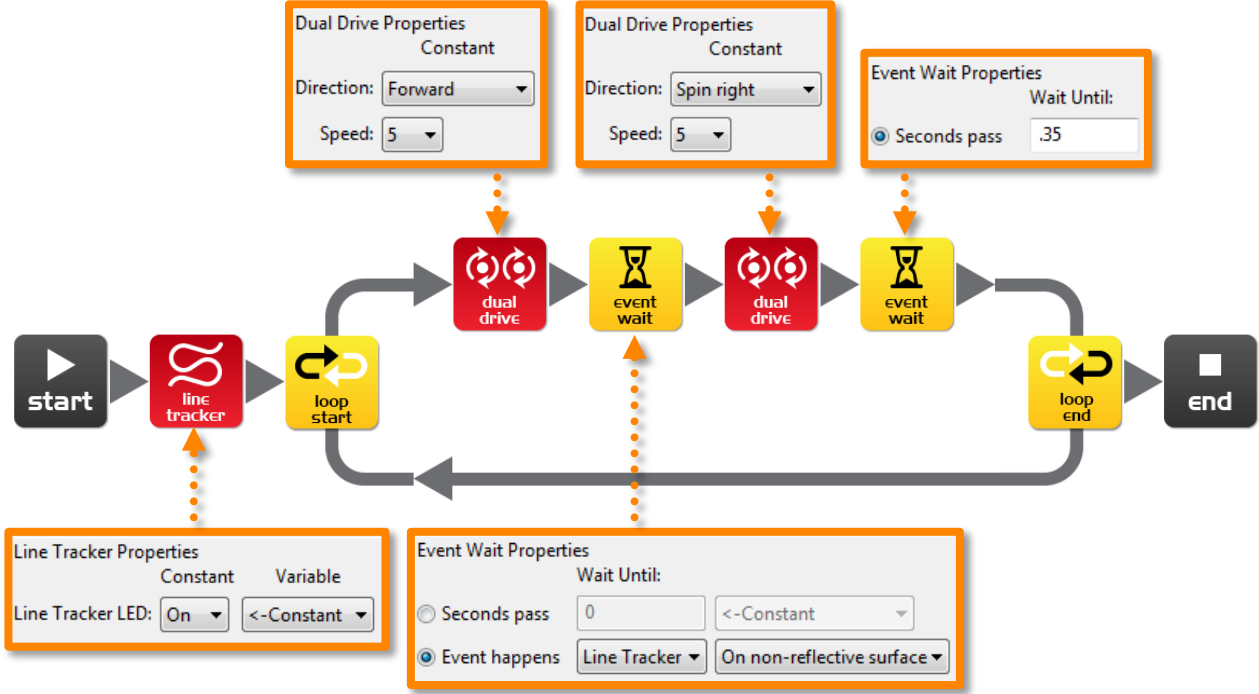 Dual Drive Properties
Constant
Direction: Forward
Speed: 5
Dual Drive Properties
Constant
Direction: Spin right
Speed: 5
Event Wait Properties
Wait Until:
Seconds pass .35
dual
drive
event
wait
dual
drive
event
wait
start
line
tracker
loop
start
loop
end
end
Line Tracker Properties
Constant Variable
Line Tracker LED: On <-Constant
Event Wait Properties
Wait Until:
Seconds pass 0 <-Constant
Event happens Line Tracker On non-reflective surface